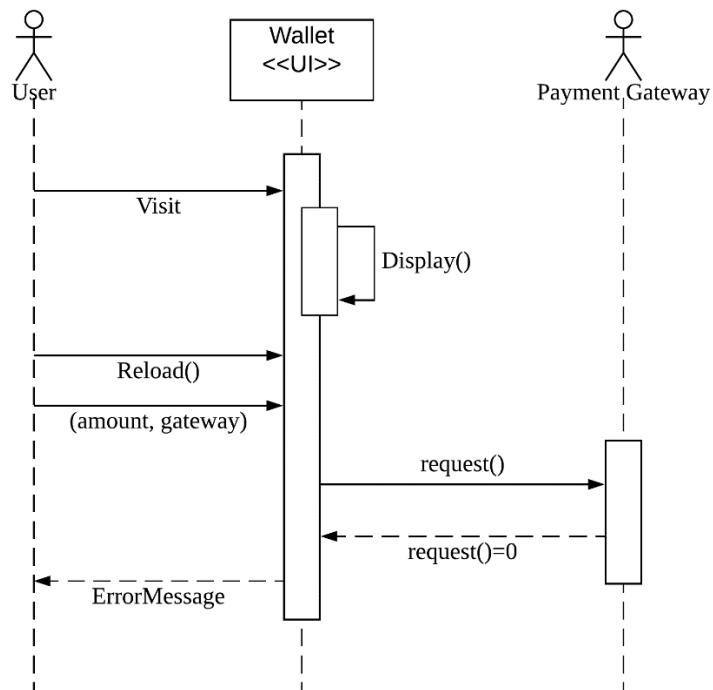 Wallet
<<UI>>
User
Payment Gateway
Visit
Display()
Reload()
(amount, gateway)
request()
request()=0
ErrorMessage